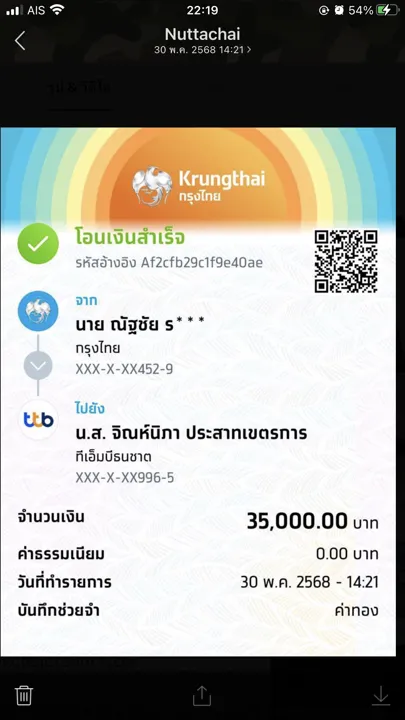 AIS 22:19 54%
Nuttachai
30 พ.ค. 2568 14:21 >
Krungthai
กรุงไทย
โอนเงินสำเร็จ
รหัสอ้างอิง Af2cfb29c1f9e40ae
จาก
นาย ณัฐชัย ร***
กรุงไทย
XXX-X-XX452-9
ttb
ไปยัง
น.ส. จิณห์นิภา ประสาทเขตรการ
ทีเอ็มบีธนชาต
XXX-X-XX996-5
จำนวนเงิน 35,000.00 บาท
ค่าธรรมเนียม 0.00 บาท
วันที่ทำรายการ 30 พ.ค. 2568 - 14:21
บันทึกช่วยจำ ค่าทอง